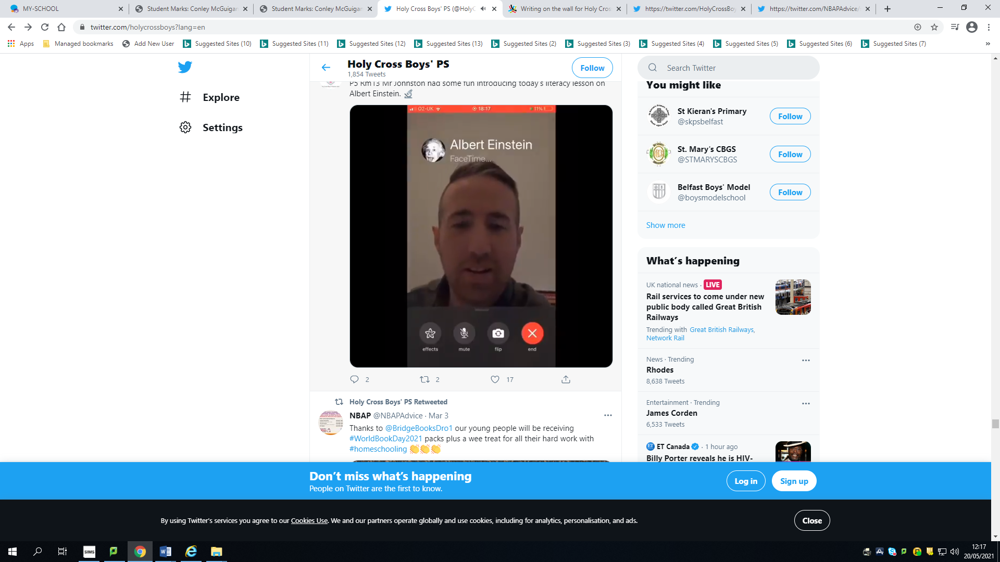 MY-SCHOOL
Student Marks: Conley McGuigan
Student Marks: Conley McGuigan
Holy Cross Boys' PS (@HolyC
Writing on the wall for Holy Cros
https://twitter.com/HolyCrossBoy
https://twitter.com/NBAPAdvice/
twitter.com/holycrossboys?lang=en
Apps
Managed bookmarks
Add New User
Suggested Sites (10)
Suggested Sites (11)
Suggested Sites (12)
Suggested Sites (13)
Suggested Sites (2)
Suggested Sites (3)
Suggested Sites (4)
Suggested Sites (5)
Suggested Sites (6)
Suggested Sites (7)
»
Explore
Settings
Holy Cross Boys' PS
1,854 Tweets
Follow
P5 Rm13 Mr Johnston had some fun introducing today's literacy lesson on
Albert Einstein.
O2-UK
18:17
11%
Albert Einstein
FaceTime...
effects
mute
flip
end
2
2
17
Holy Cross Boys' PS Retweeted
NBAP @NBAPAdvice · Mar 3
Thanks to @BridgeBooksDro1 our young people will be receiving
#WorldBookDay2021 packs plus a wee treat for all their hard work with
#homeschooling 👏👏👏
Search Twitter
You might like
St Kieran's Primary
@skpsbelfast
Follow
St. Mary's CBGS
@STMARYSCBGS
Follow
Belfast Boys' Model
@boysmodelschool
Follow
Show more
What's happening
UK national news · LIVE
Rail services to come under new
public body called Great British
Railways
Trending with Great British Railways,
Network Rail
News · Trending
Rhodes
8,638 Tweets
Entertainment · Trending
James Corden
6,533 Tweets
ET Canada · 1 hour ago
Billy Porter reveals he is HIV-
Don't miss what's happening
People on Twitter are the first to know.
Log in
Sign up
By using Twitter's services you agree to our Cookies Use. We and our partners operate globally and use cookies, including for analytics, personalisation, and ads.
Close
SIMS
12:17
20/05/2021